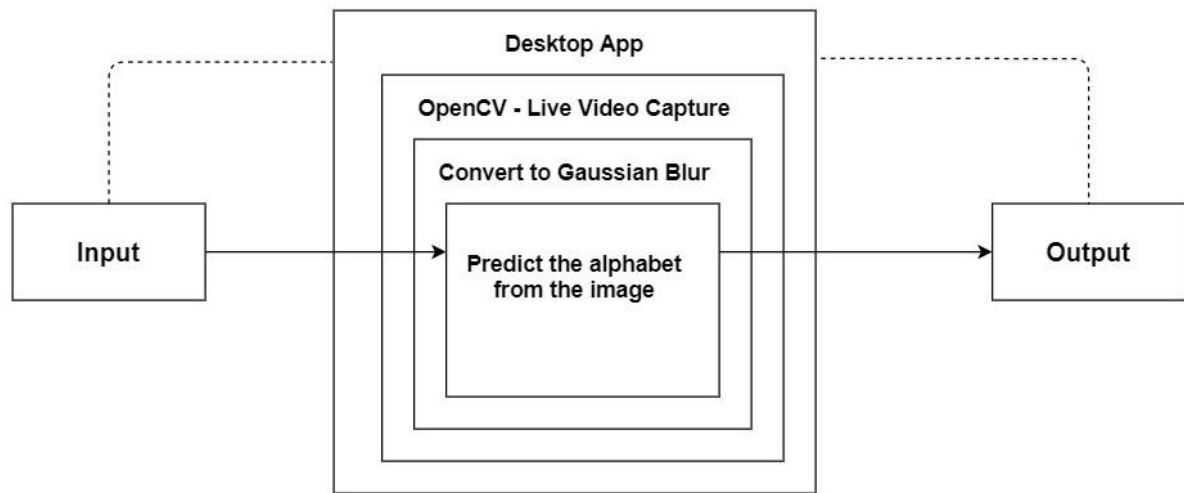 Desktop App
OpenCV - Live Video Capture
Convert to Gaussian Blur
Input
Predict the alphabet
from the image
Output